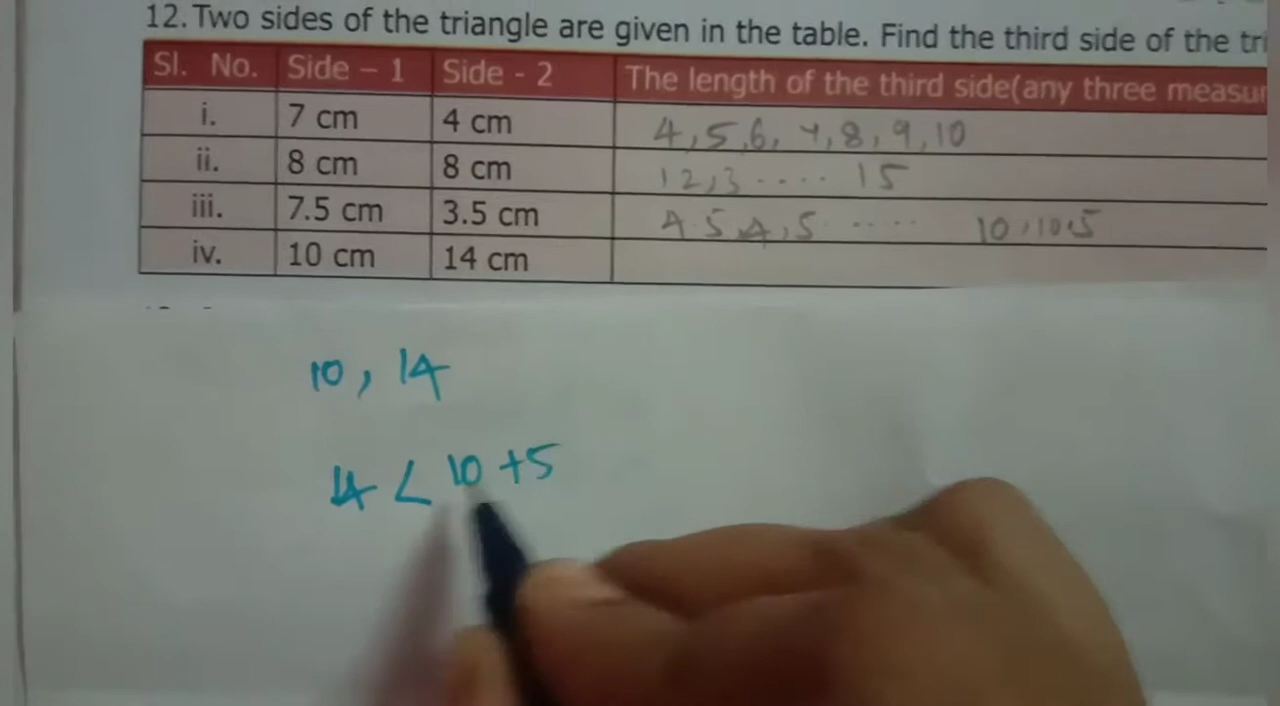 12. Two sides of the triangle are given in the table. Find the third side of the tri
Sl. No. Side – 1 Side - 2 The length of the third side(any three measur
i. 7 cm 4 cm 4, 5, 6, 7, 8, 9, 10
ii. 8 cm 8 cm 1 2, 3 ..... 15
iii. 7.5 cm 3.5 cm 4.5 4, 5 ..... 10, 10.5
iv. 10 cm 14 cm
10, 14
14 < 10 + 5